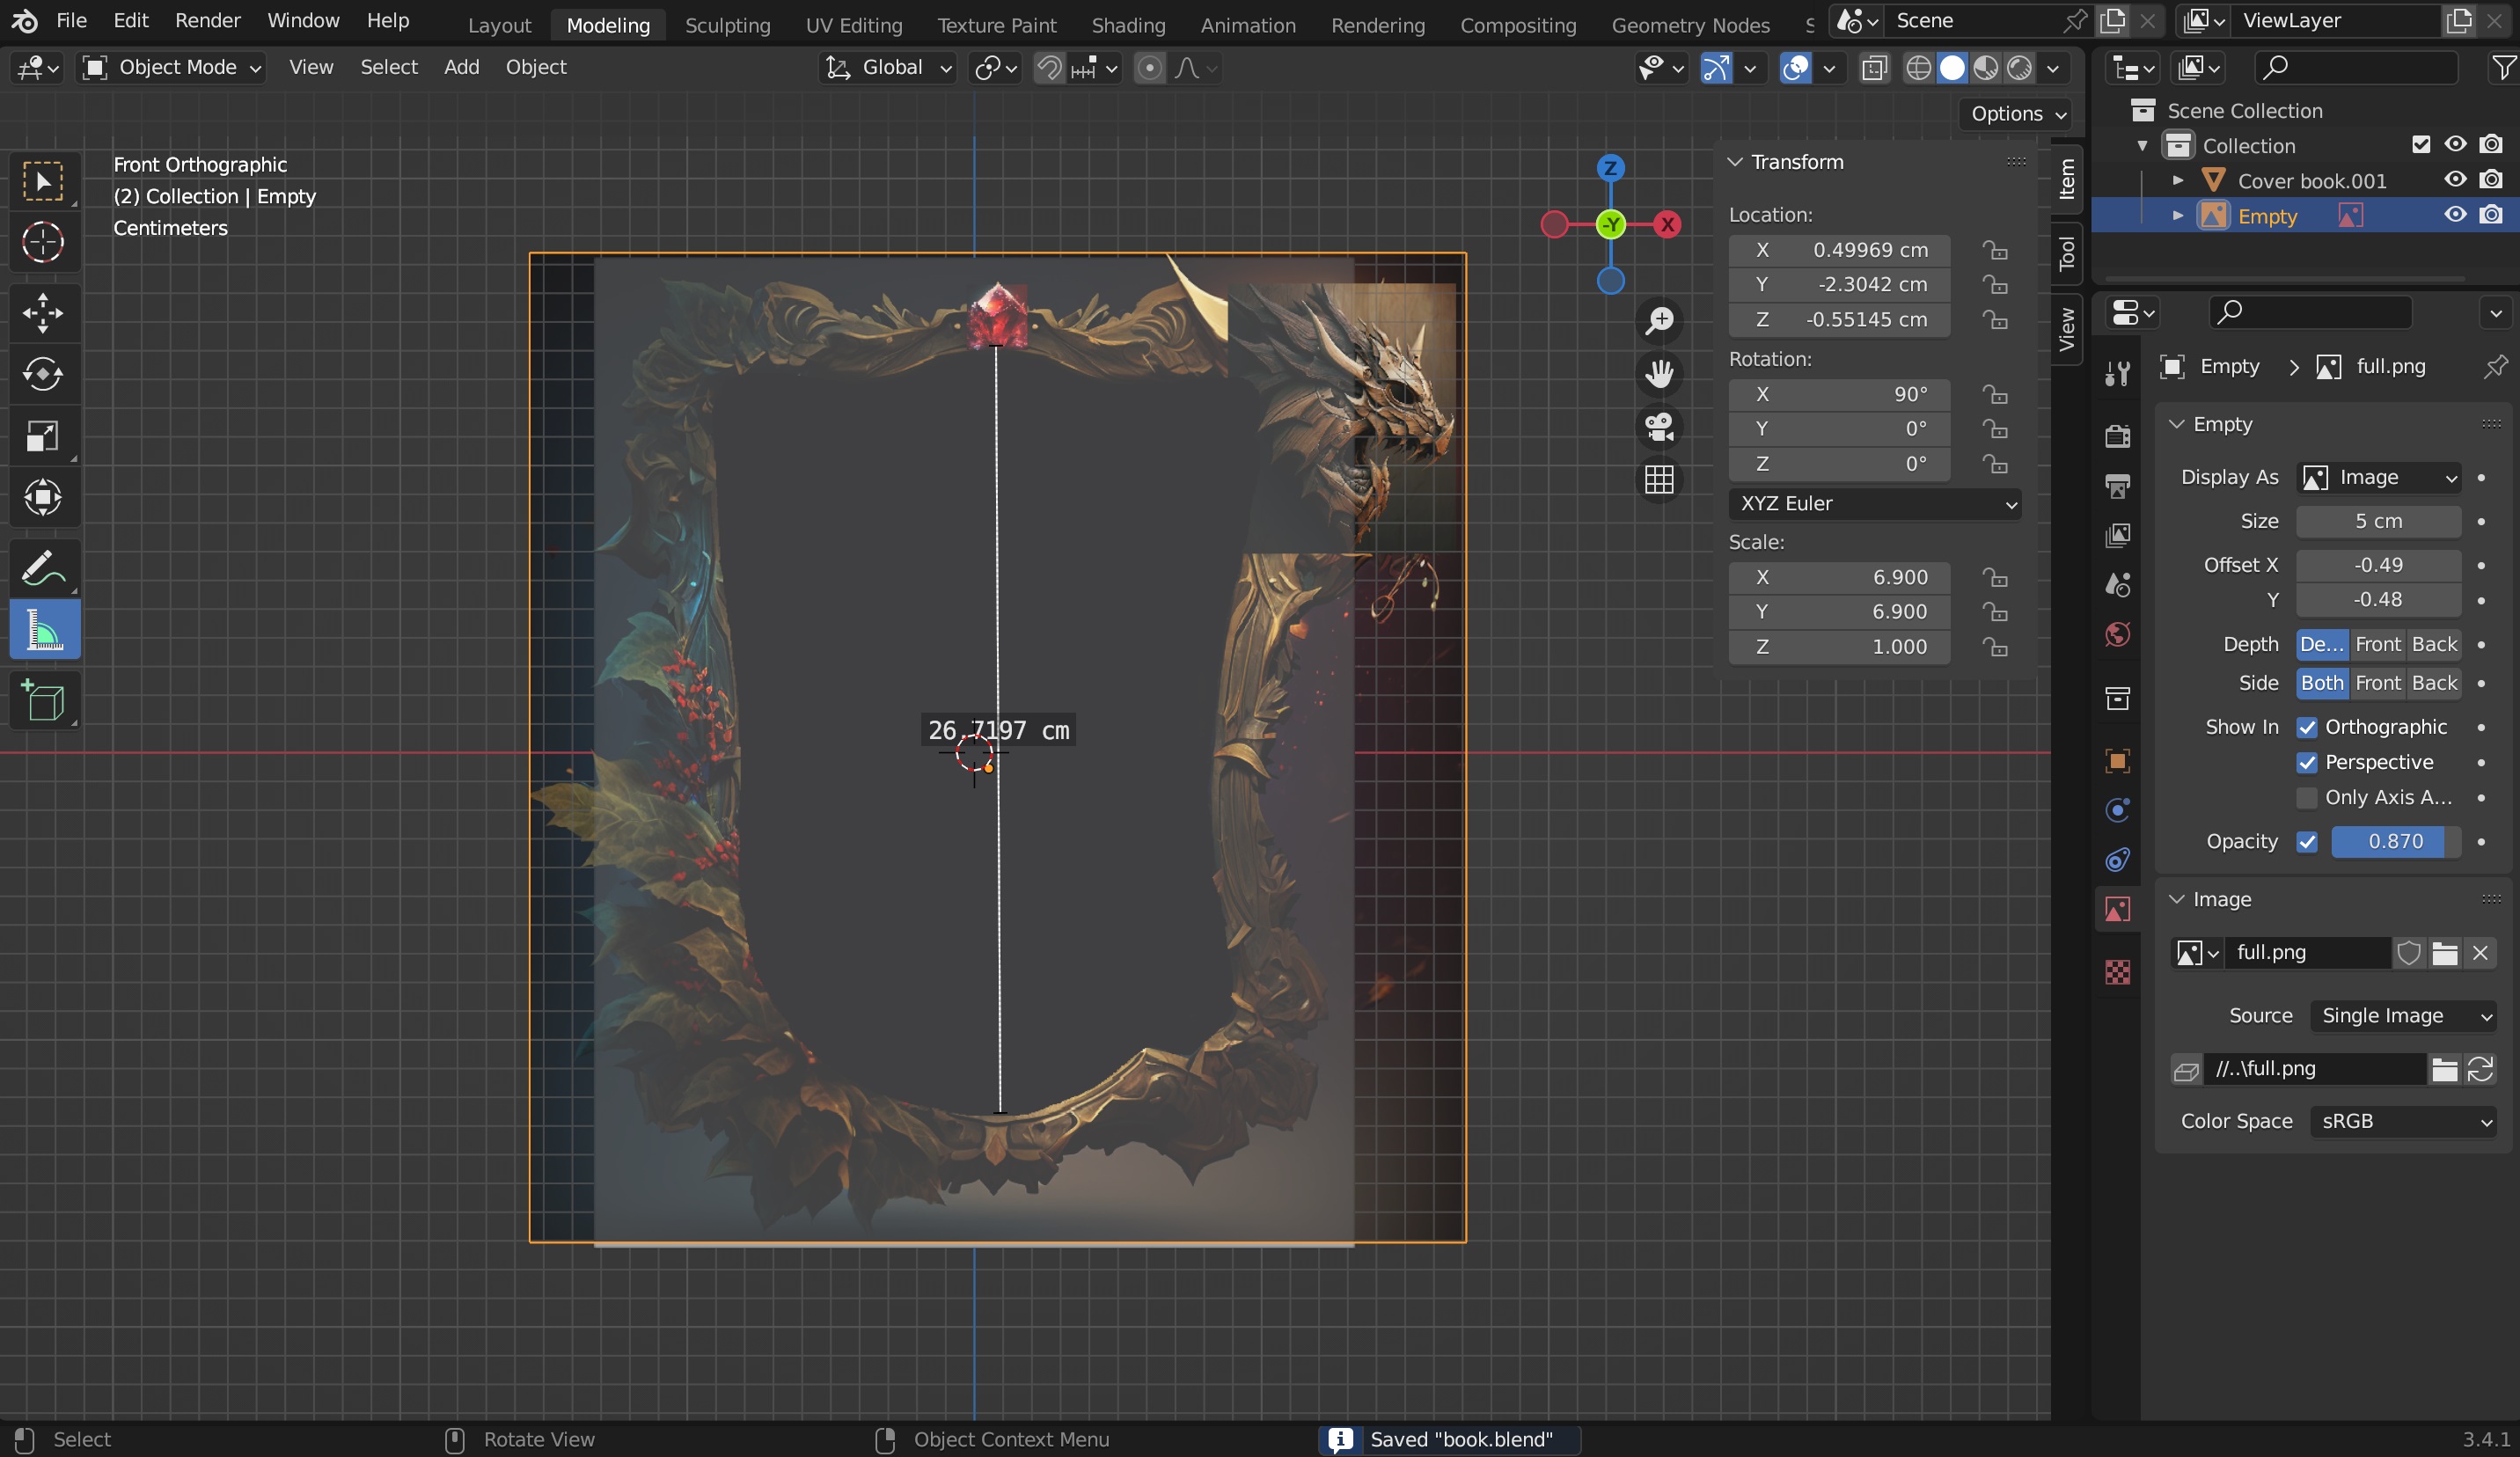 File Edit Render Window Help Layout Modeling Sculpting UV Editing Texture Paint Shading Animation Rendering Compositing Geometry Nodes S Scene ViewLayer
Object Mode View Select Add Object Global
Options
Front Orthographic
(2) Collection | Empty
Centimeters
26.7197 cm
Z
-Y
X
Transform
Location:
X 0.49969 cm
Y -2.3042 cm
Z -0.55145 cm
Rotation:
X 90°
Y 0°
Z 0°
XYZ Euler
Scale:
X 6.900
Y 6.900
Z 1.000
Item
Tool
View
Scene Collection
Collection
Cover book.001
Empty
Empty full.png
Empty
Display As Image
Size 5 cm
Offset X -0.49
Y -0.48
Depth De... Front Back
Side Both Front Back
Show In Orthographic
Perspective
Only Axis A...
Opacity 0.870
Image
full.png
Source Single Image
//..\full.png
Color Space sRGB
Select Rotate View Object Context Menu Saved "book.blend" 3.4.1